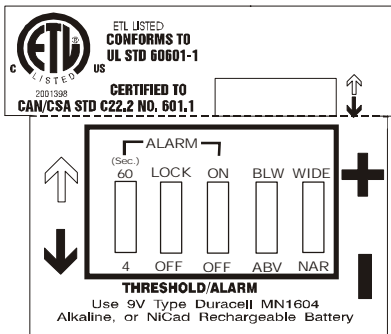 ETL LISTED
CONFORMS TO
UL STD 60601-1
ETL
®
C US
LISTED
2001398
CERTIFIED TO
CAN/CSA STD C22.2 NO. 601.1
ALARM
(Sec.)
60 LOCK ON BLW WIDE
4 OFF OFF ABV NAR
+
-
THRESHOLD/ALARM
Use 9V Type Duracell MN1604
Alkaline, or NiCad Rechargeable Battery